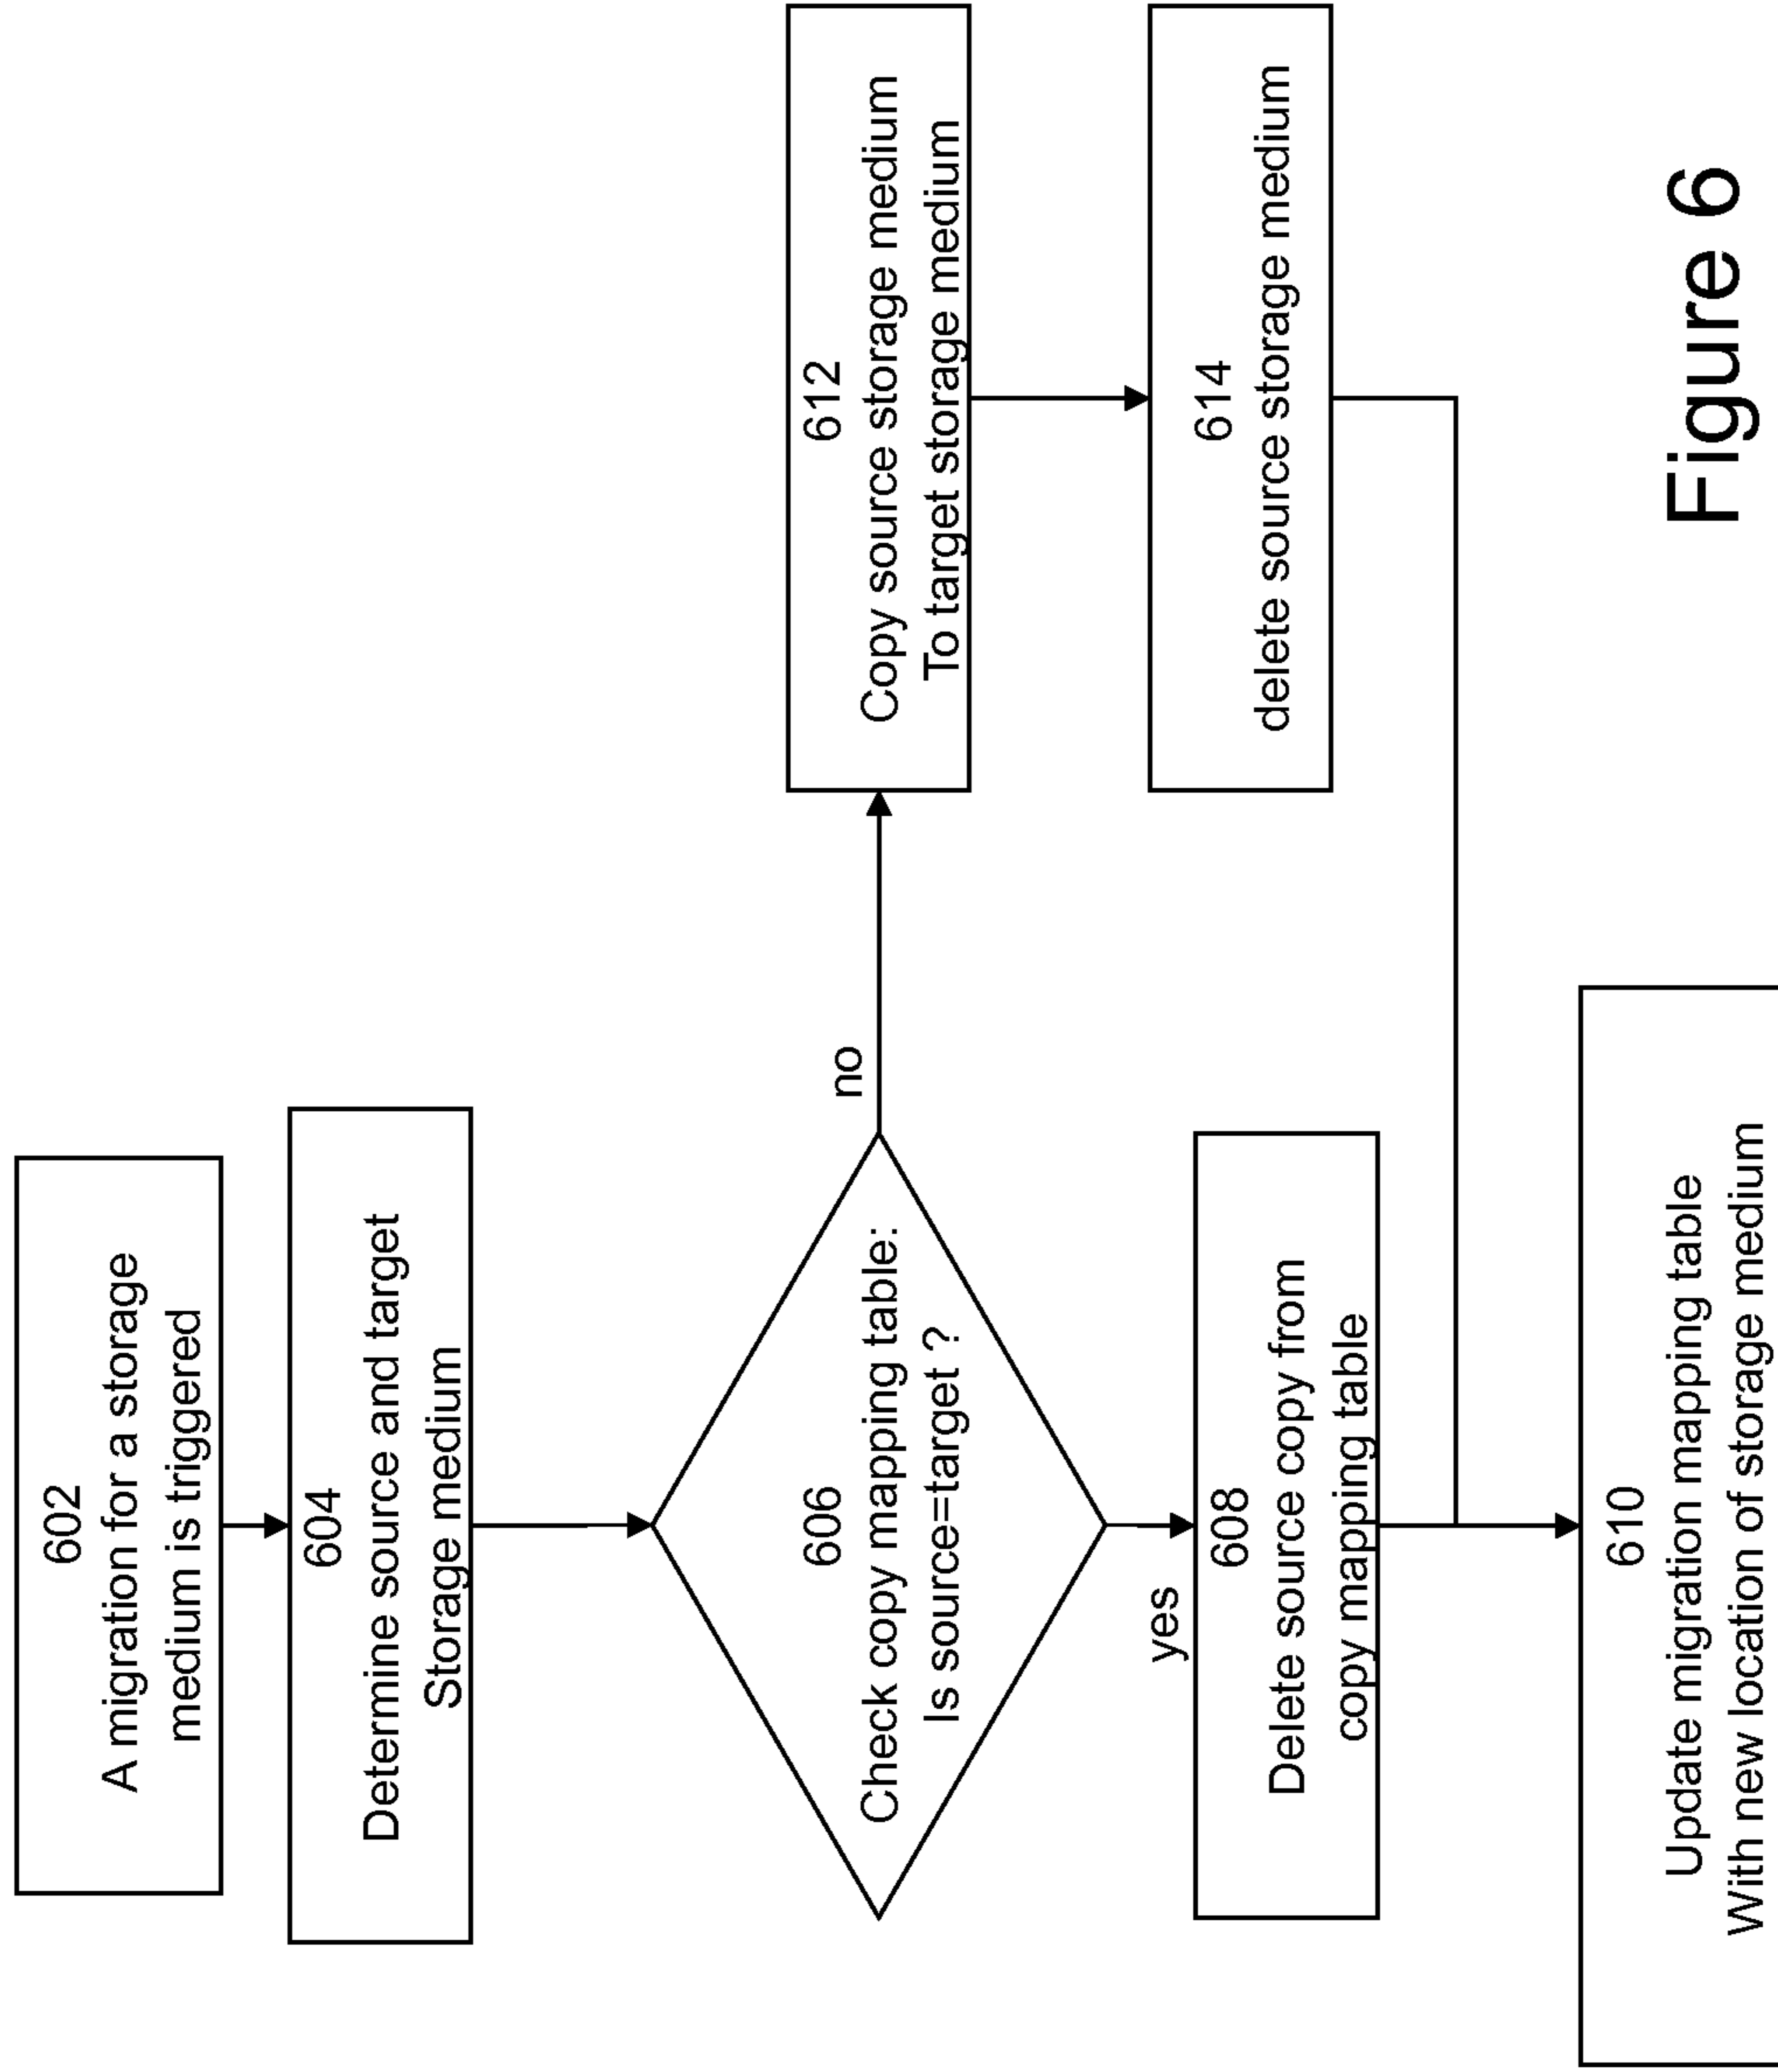 602
A migration for a storage
medium is triggered
604
Determine source and target
Storage medium
606
Check copy mapping table:
Is source=target ?
no
yes
612
Copy source storage medium
To target storage medium
614
delete source storage medium
608
Delete source copy from
copy mapping table
610
Update migration mapping table
With new location of storage medium
Figure 6